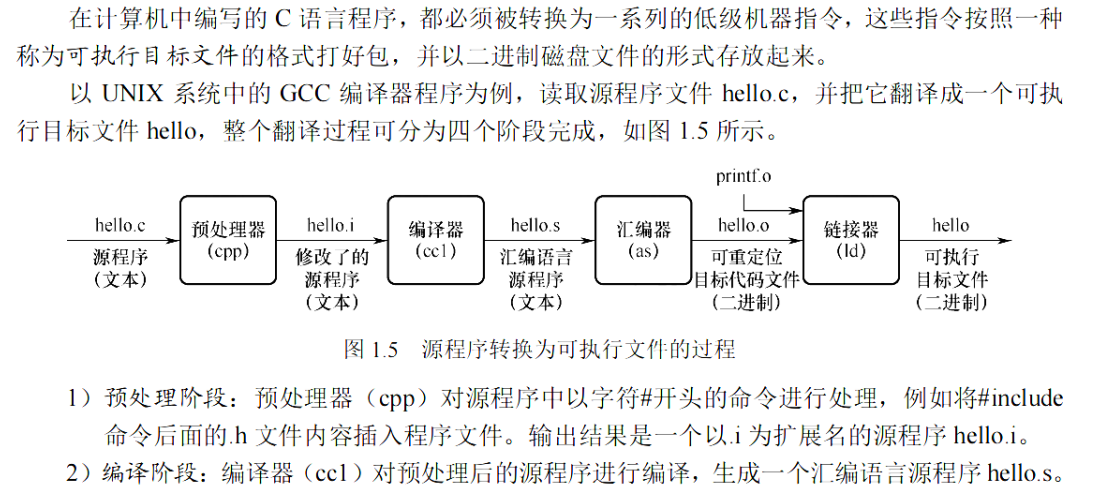 在计算机中编写的 C 语言程序，都必须被转换为一系列的低级机器指令，这些指令按照一种
称为可执行目标文件的格式打好包，并以二进制磁盘文件的形式存放起来。
以 UNIX 系统中的 GCC 编译器程序为例，读取源程序文件 hello.c，并把它翻译成一个可执
行目标文件 hello，整个翻译过程可分为四个阶段完成，如图 1.5 所示。
printf.o
hello.c
源程序
（文本）
预处理器
(cpp)
hello.i
修改了的
源程序
（文本）
编译器
(cc1)
hello.s
汇编语言
源程序
（文本）
汇编器
(as)
hello.o
可重定位
目标代码文件
（二进制）
链接器
(ld)
hello
可执行
目标文件
（二进制）
图 1.5 源程序转换为可执行文件的过程
1）预处理阶段：预处理器（cpp）对源程序中以字符#开头的命令进行处理，例如将#include
命令后面的.h 文件内容插入程序文件。输出结果是一个以.i 为扩展名的源程序 hello.i。
2）编译阶段：编译器（cc1）对预处理后的源程序进行编译，生成一个汇编语言源程序 hello.s。